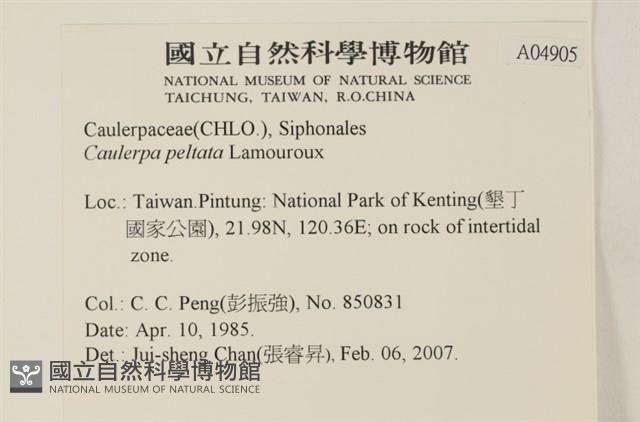 國立自然科學博物館
A04905
NATIONAL MUSEUM OF NATURAL SCIENCE
TAICHUNG, TAIWAN, R.O.CHINA
Caulerpaceae(CHLO.), Siphonales
Caulerpa peltata Lamouroux
Loc.: Taiwan.Pintung: National Park of Kenting(墾丁
國家公園), 21.98N, 120.36E; on rock of intertidal
zone.
Col.: C. C. Peng(彭振強), No. 850831
Date: Apr. 10, 1985.
Det.: Jui-sheng Chan(張睿昇), Feb. 06, 2007.
國立自然科學博物館
NATIONAL MUSEUM OF NATURAL SCIENCE